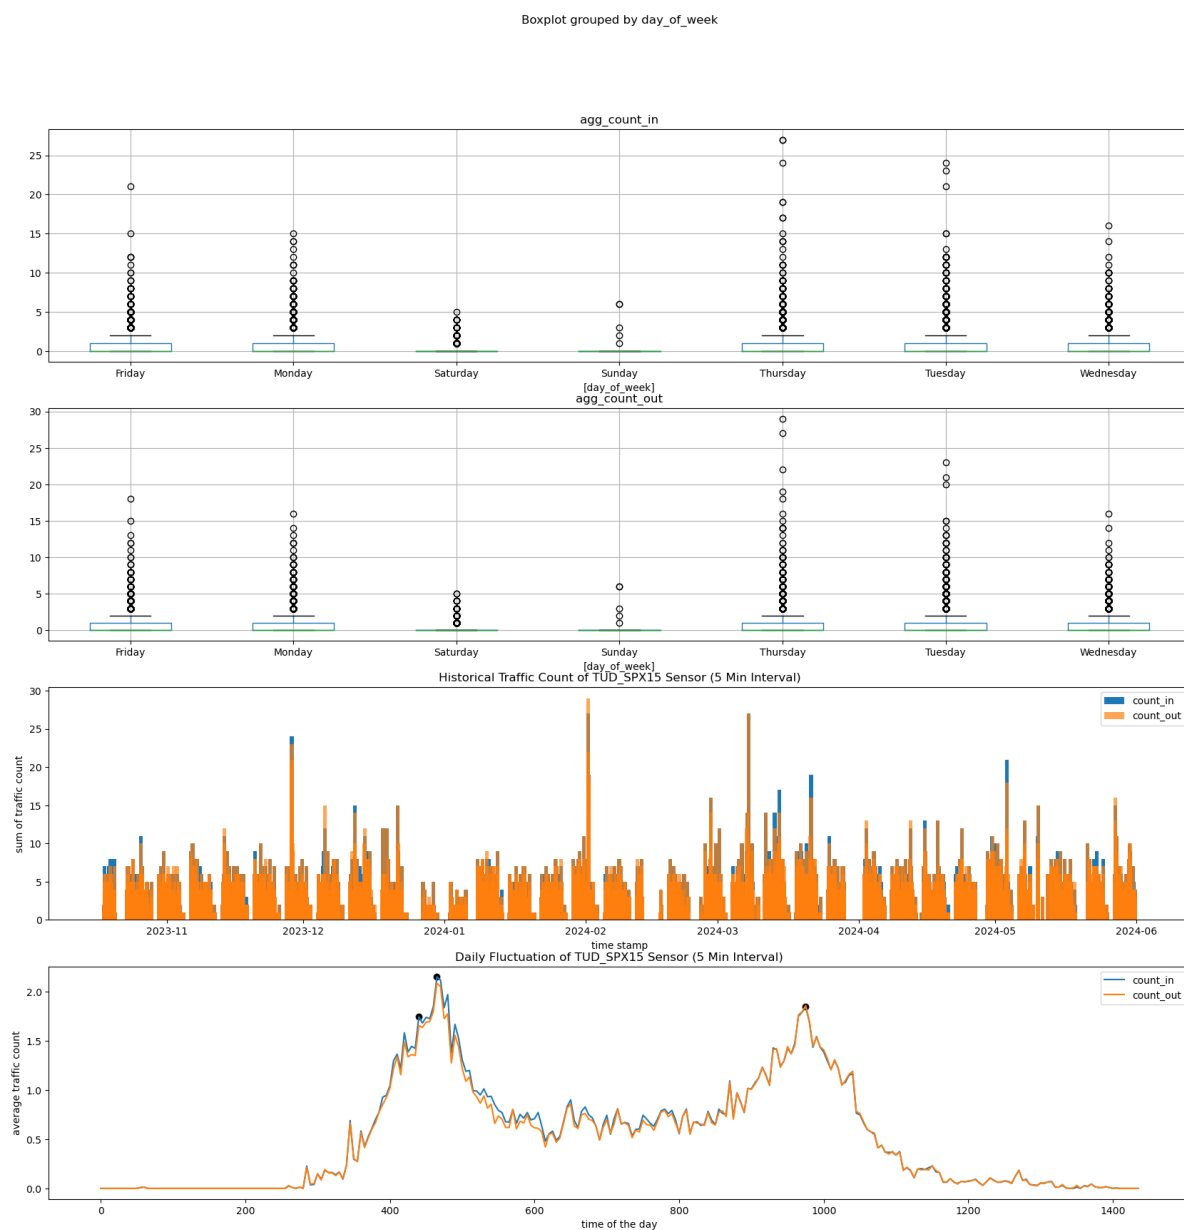 Boxplot grouped by day_of_week
agg_count_in
25
20
15
10
5
0
Friday Monday Saturday Sunday Thursday Tuesday Wednesday
[day_of_week]
agg_count_out
30
25
20
15
10
5
0
Friday Monday Saturday Sunday Thursday Tuesday Wednesday
[day_of_week]
Historical Traffic Count of TUD_SPX15 Sensor (5 Min Interval)
count_in
count_out
sum of traffic count
30
25
20
15
10
5
0
2023-11 2023-12 2024-01 2024-02 2024-03 2024-04 2024-05 2024-06
time stamp
Daily Fluctuation of TUD_SPX15 Sensor (5 Min Interval)
count_in
count_out
average traffic count
2.0
1.5
1.0
0.5
0.0
0 200 400 600 800 1000 1200 1400
time of the day